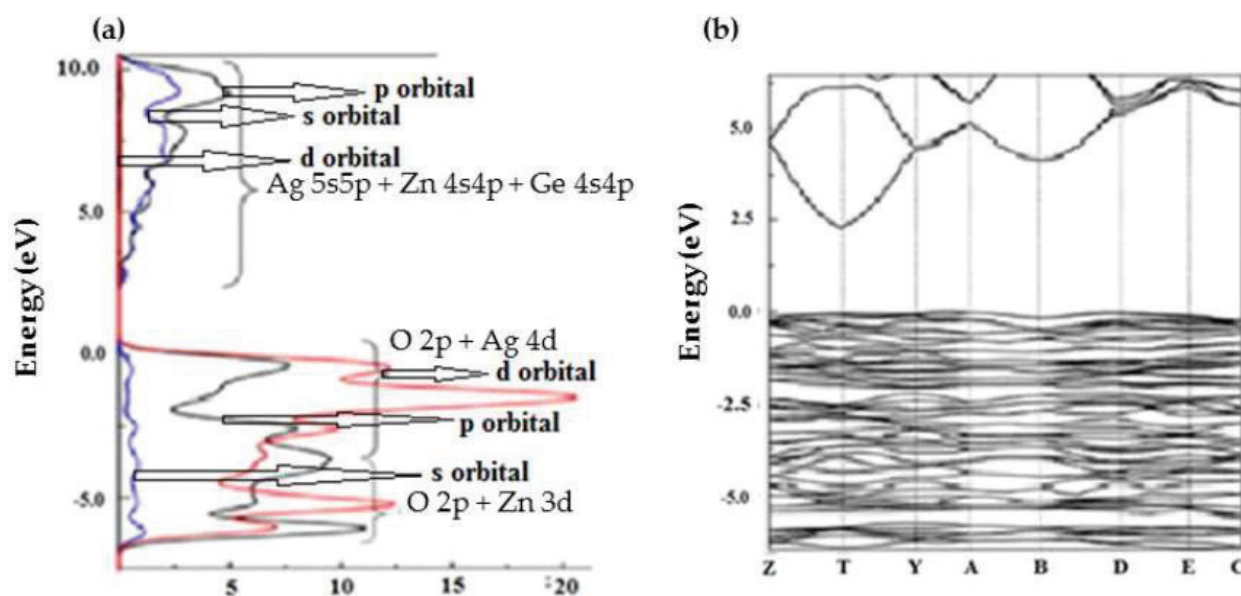 (a)
Energy (eV)
10.0
5.0
0.0
-5.0
p orbital
s orbital
d orbital
Ag 5s5p + Zn 4s4p + Ge 4s4p
O 2p + Ag 4d
d orbital
p orbital
s orbital
O 2p + Zn 3d
5 10 15 20
(b)
Energy (eV)
5.0
2.5
0.0
-2.5
-5.0
Z T Y A B D E C